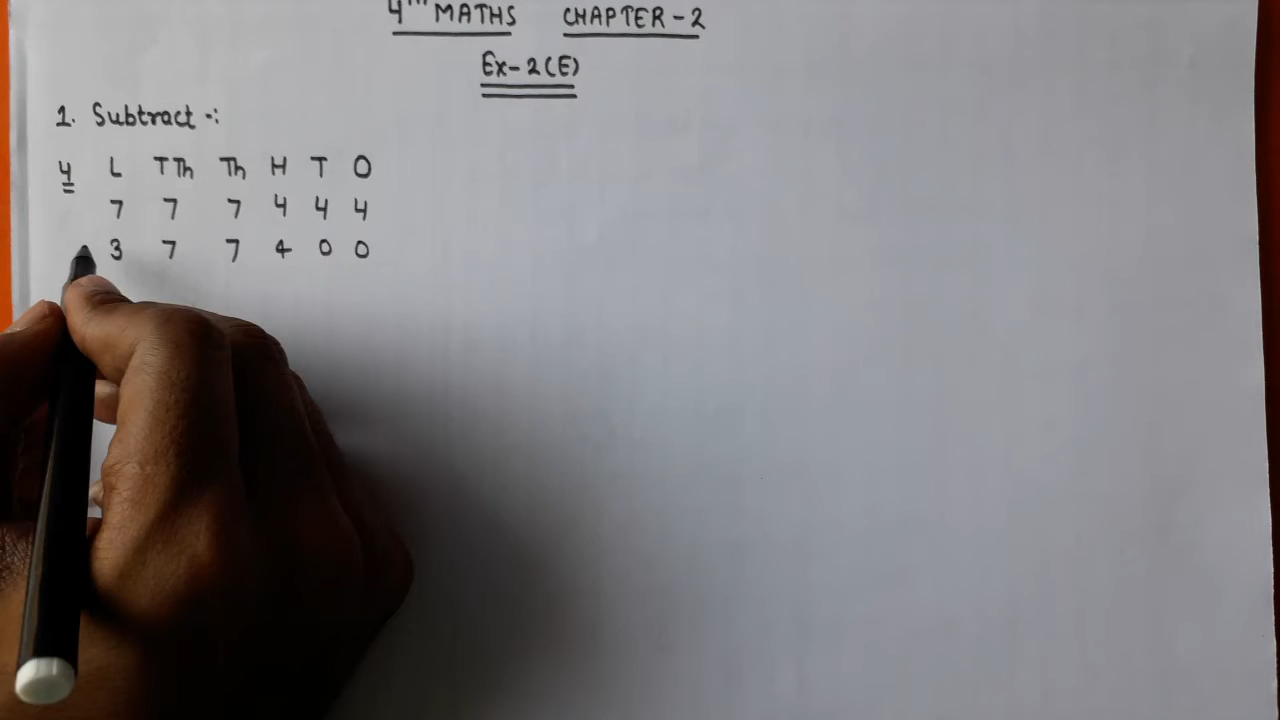 4th MATHS CHAPTER-2
Ex-2(E)
1. Subtract -:
4 L T Th Th H T O
7 7 7 4 4 4
3 7 7 4 0 0